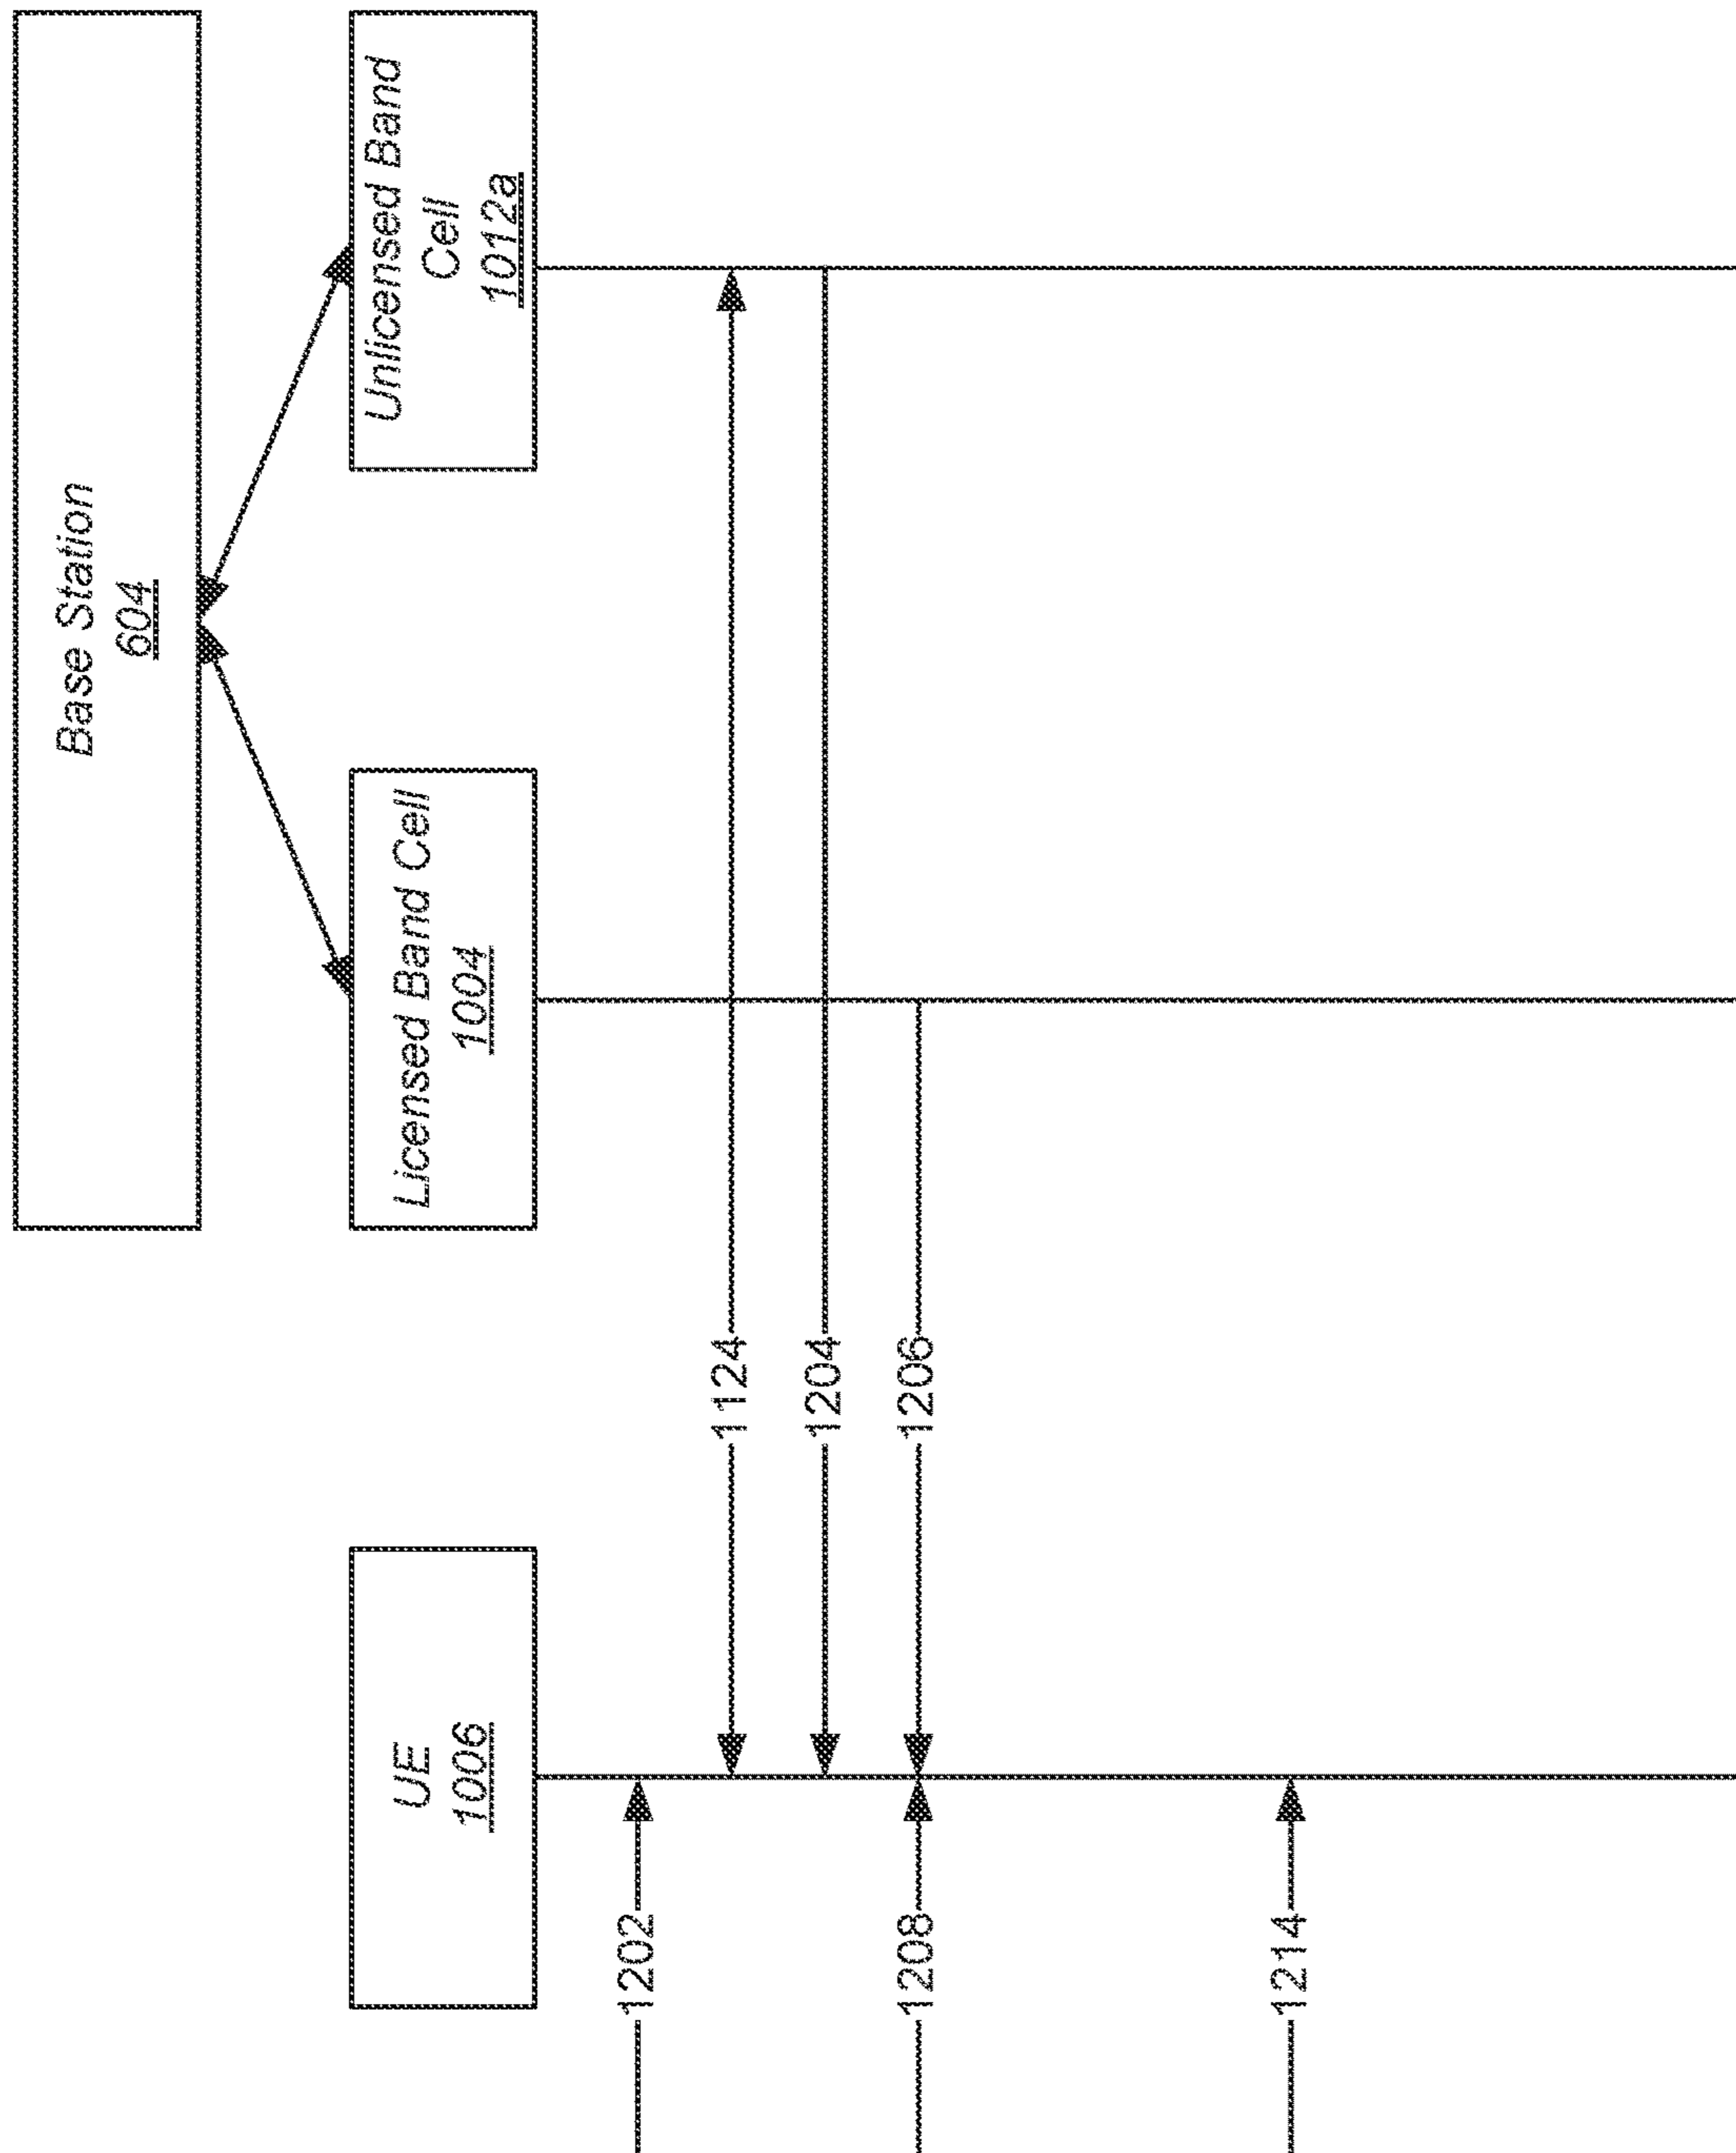 Base Station
604
UE
1006
Licensed Band Cell
1004
Unlicensed Band
Cell
1012a
1202
1124
1204
1208
1206
1214